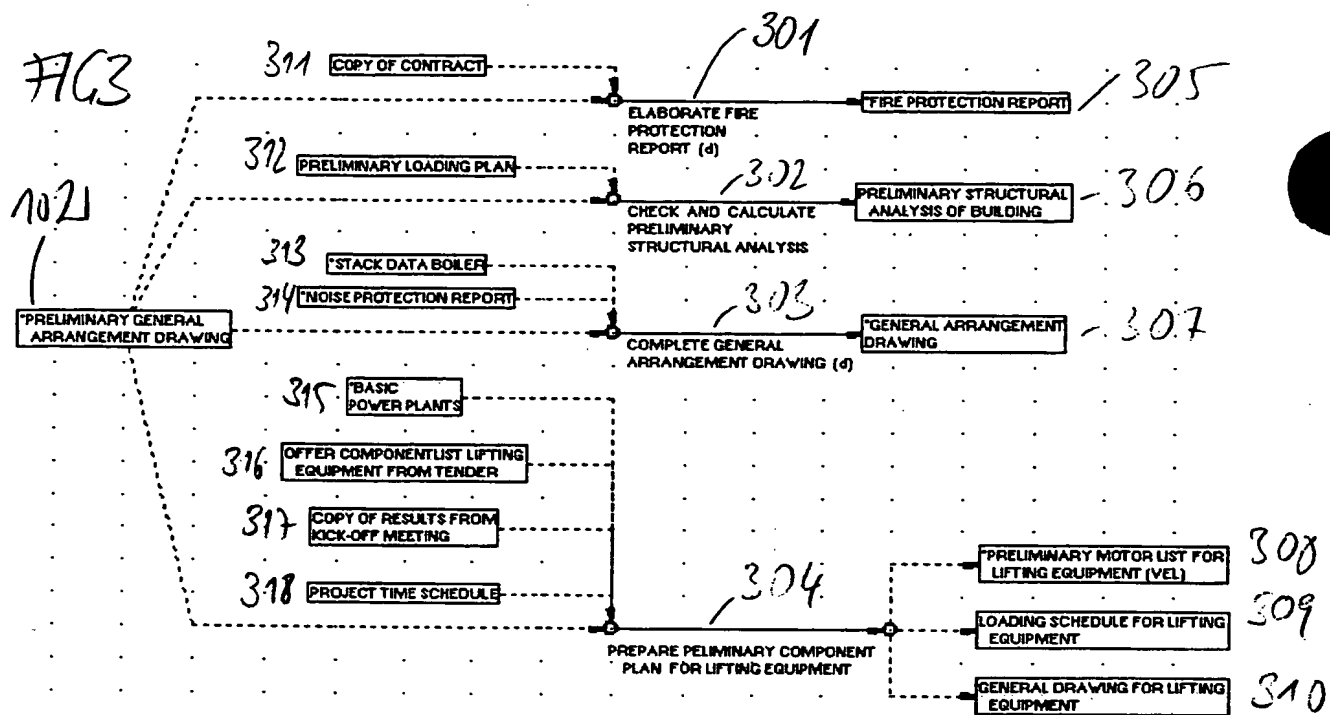 FIG3
311 COPY OF CONTRACT
301
*FIRE PROTECTION REPORT 305
ELABORATE FIRE
PROTECTION
REPORT (d)
312 PRELIMINARY LOADING PLAN
302
PRELIMINARY STRUCTURAL
ANALYSIS OF BUILDING
306
CHECK AND CALCULATE
PRELIMINARY
STRUCTURAL ANALYSIS
1021
313 *STACK DATA BOILER
314 *NOISE PROTECTION REPORT
303
*PRELIMINARY GENERAL
ARRANGEMENT DRAWING
*GENERAL ARRANGEMENT
DRAWING
307
COMPLETE GENERAL
ARRANGEMENT DRAWING (d)
315 *BASIC
POWER PLANTS
316 OFFER COMPONENTLIST LIFTING
EQUIPMENT FROM TENDER
317 COPY OF RESULTS FROM
KICK-OFF MEETING
318 PROJECT TIME SCHEDULE
304
PREPARE PELIMINARY COMPONENT
PLAN FOR LIFTING EQUIPMENT
*PRELIMINARY MOTOR LIST FOR
LIFTING EQUIPMENT (VEL)
308
LOADING SCHEDULE FOR LIFTING
EQUIPMENT
309
GENERAL DRAWING FOR LIFTING
EQUIPMENT
310